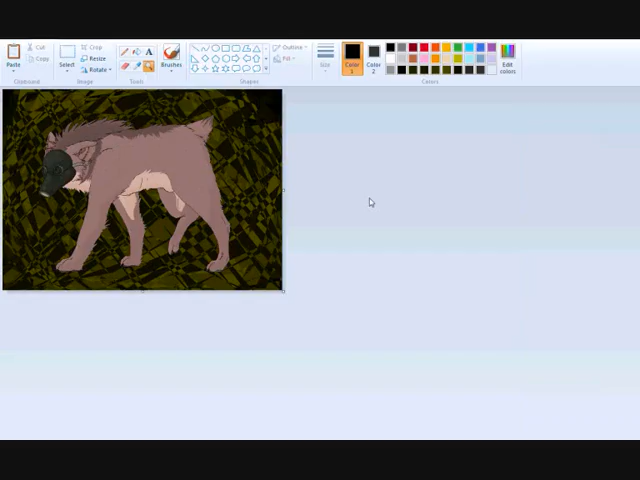 Paste
Cut
Copy
Clipboard
Select
Crop
Resize
Rotate
Image
A
Tools
Brushes
Shapes
Outline
Fill
Size
Color 1
Color 2
Edit colors
Colors